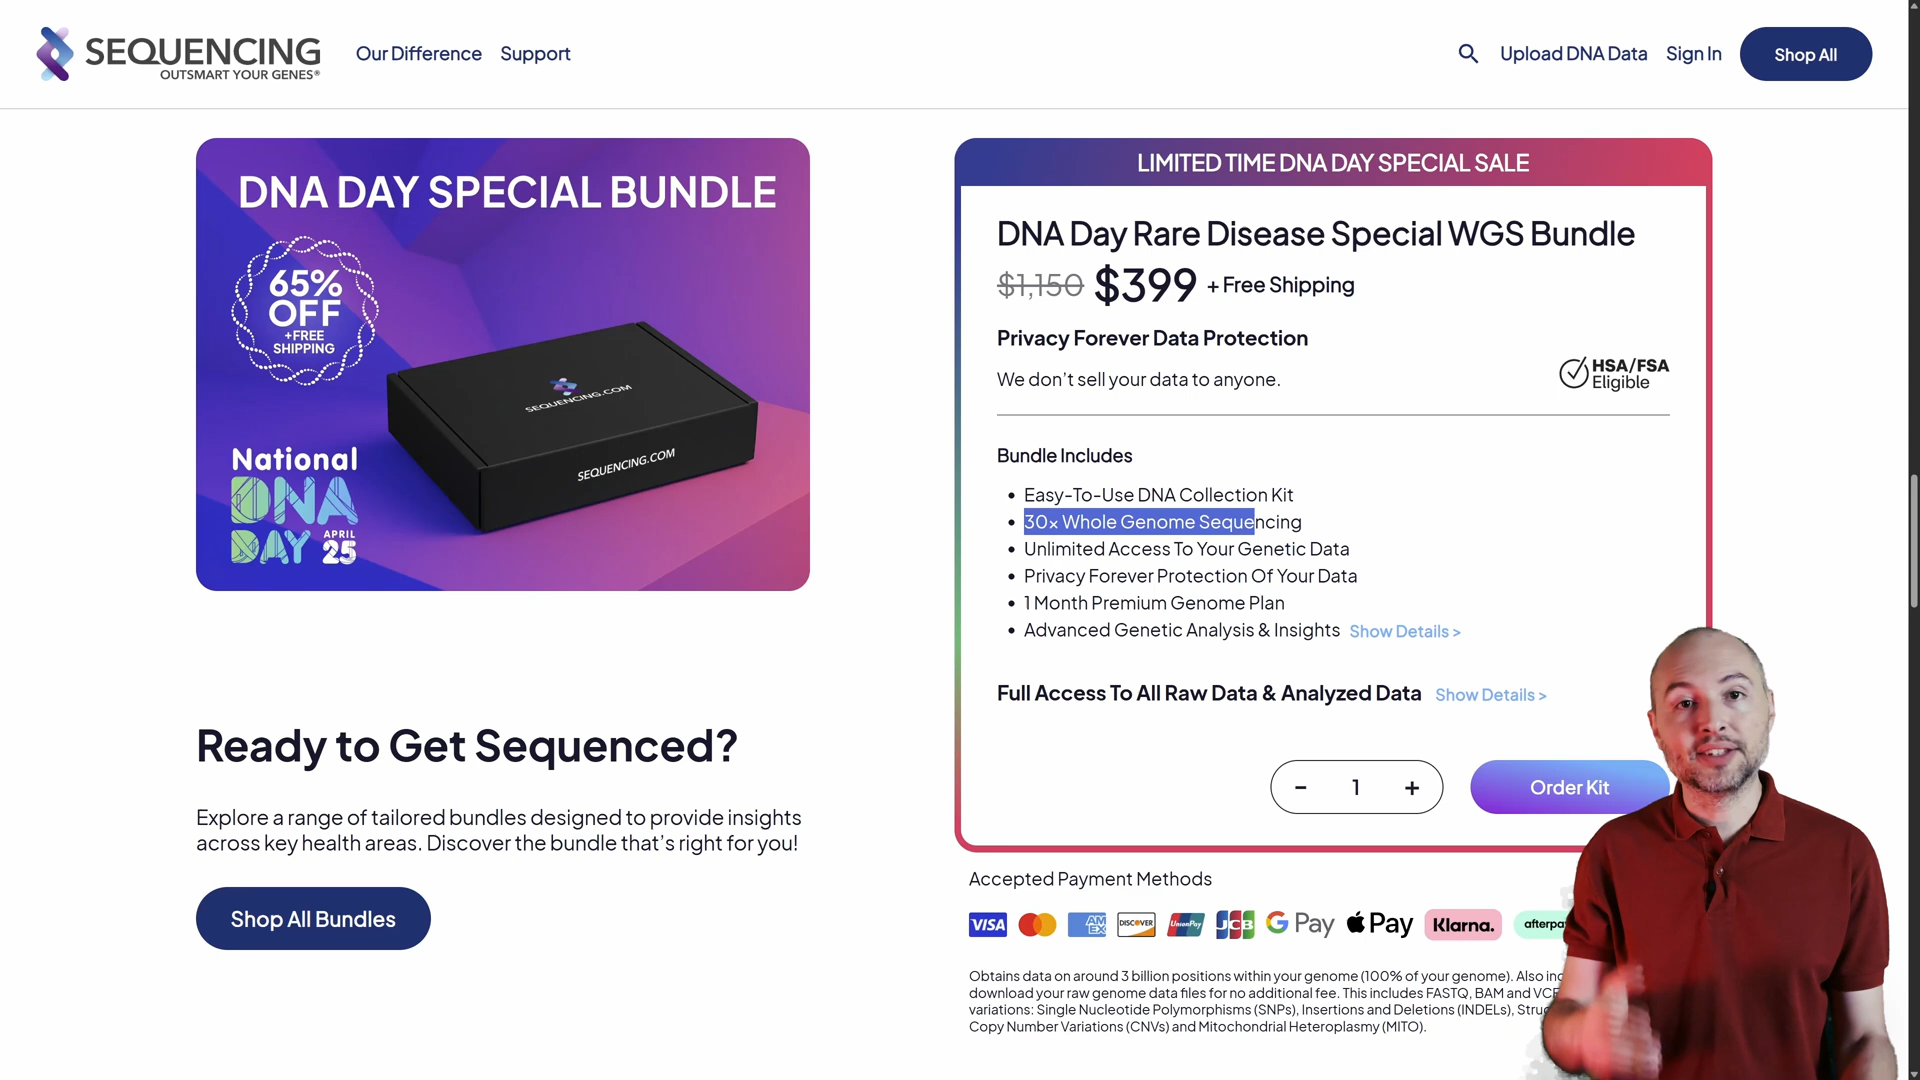 SEQUENCING
OUTSMART YOUR GENES®
Our Difference
Support
Upload DNA Data
Sign In
Shop All
DNA DAY SPECIAL BUNDLE
65%
OFF
+FREE
SHIPPING
SEQUENCING.COM
SEQUENCING.COM
National
DNA
DAY APRIL 25
LIMITED TIME DNA DAY SPECIAL SALE
DNA Day Rare Disease Special WGS Bundle
$1,150 $399 + Free Shipping
Privacy Forever Data Protection
We don't sell your data to anyone.
HSA/FSA
Eligible
Bundle Includes
• Easy-To-Use DNA Collection Kit
• 30x Whole Genome Sequencing
• Unlimited Access To Your Genetic Data
• Privacy Forever Protection Of Your Data
• 1 Month Premium Genome Plan
• Advanced Genetic Analysis & Insights Show Details >
Full Access To All Raw Data & Analyzed Data Show Details >
- 1 +
Order Kit
Ready to Get Sequenced?
Explore a range of tailored bundles designed to provide insights
across key health areas. Discover the bundle that's right for you!
Shop All Bundles
Accepted Payment Methods
VISA
AM
EX
DISCOVER
UnionPay
JCB
G Pay
Pay
Klarna.
Obtains data on around 3 billion positions within your genome (100% of your genome). Also
download your raw genome data files for no additional fee. This includes FASTQ, BAM and
variations: Single Nucleotide Polymorphisms (SNPs), Insertions and Deletions (INDELs),
Copy Number Variations (CNVs) and Mitochondrial Heteroplasmy (MITO).